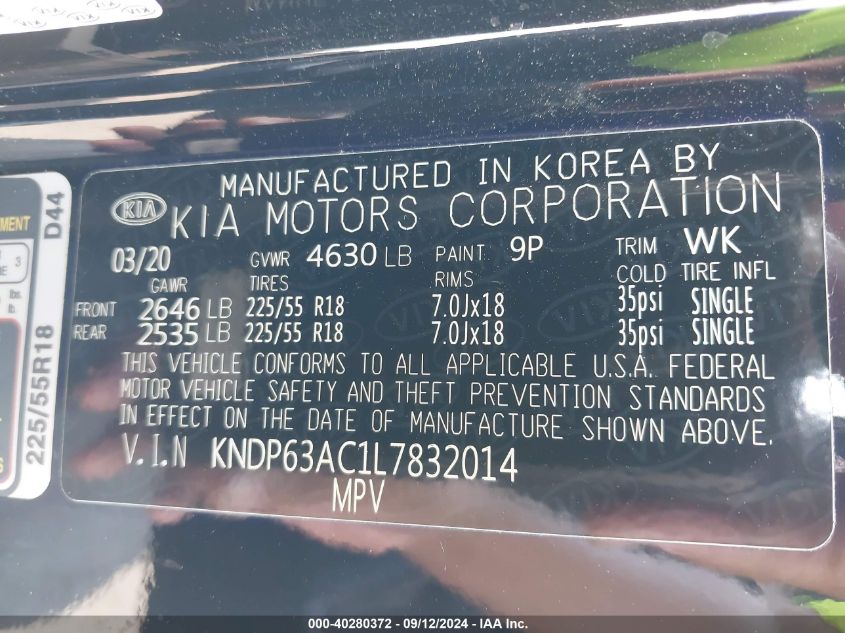 MANUFACTURED IN KOREA BY
KIA KIA MOTORS CORPORATION
03/20 GVWR 4630 LB PAINT 9P TRIM WK
GAWR TIRES RIMS COLD TIRE INFL
FRONT 2646 LB 225/55 R18 7.0Jx18 35psi SINGLE
REAR 2535 LB 225/55 R18 7.0Jx18 35psi SINGLE
THIS VEHICLE CONFORMS TO ALL APPLICABLE U.S.A. FEDERAL
MOTOR VEHICLE SAFETY AND THEFT PREVENTION STANDARDS
IN EFFECT ON THE DATE OF MANUFACTURE SHOWN ABOVE.
V.I.N KNDP63AC1L7832014
MPV
225/55R18 D44
3
lbs.
lb.
000-40280372 - 09/12/2024 - IAAI Inc.